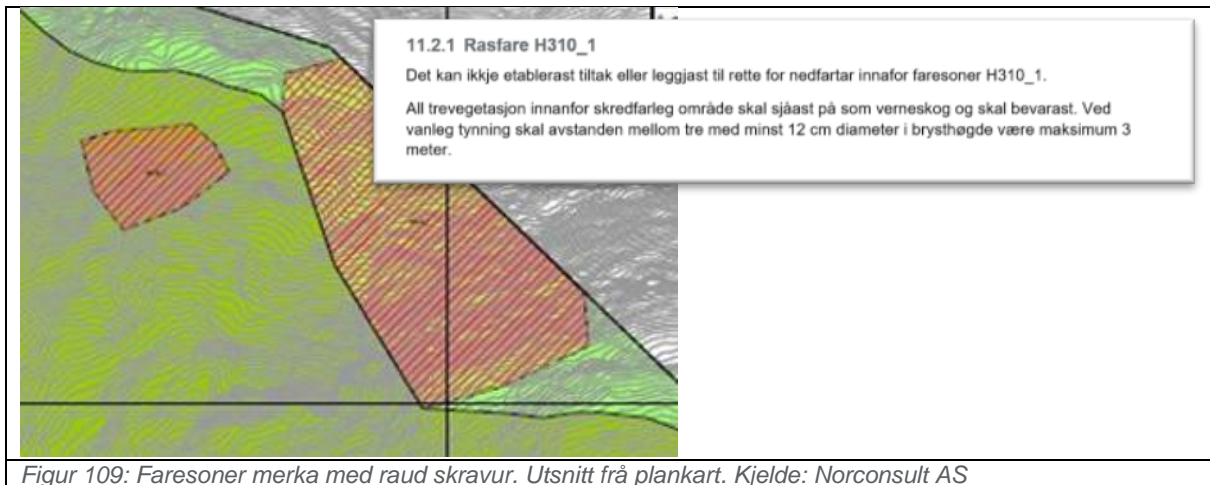 11.2.1 Rasfare H310_1
Det kan ikkje etablerast tiltak eller leggjast til rette for nedfartar innafor faresoner H310_1.
All trevegetasjon innanfor skredfarleg område skal sjåast på som verneskog og skal bevarast. Ved
vanleg tynning skal avstanden mellom tre med minst 12 cm diameter i brysthøgde være maksimum 3
meter.
Figur 109: Faresoner merka med raud skravur. Utsnitt frå plankart. Kjelde: Norconsult AS